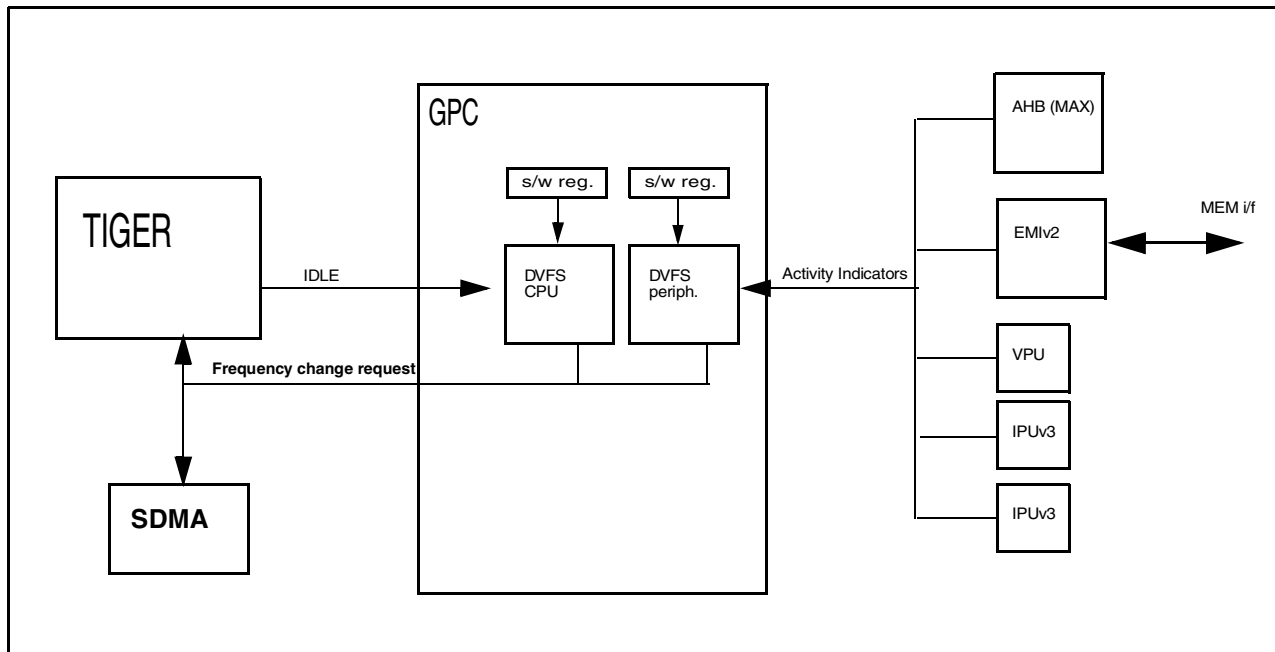 GPC
AHB (MAX)
s/w reg.
s/w reg.
TIGER
MEM i/f
EMIv2
IDLE
DVFS
CPU
DVFS
periph.
Activity Indicators
VPU
Frequency change request
IPUv3
SDMA
IPUv3